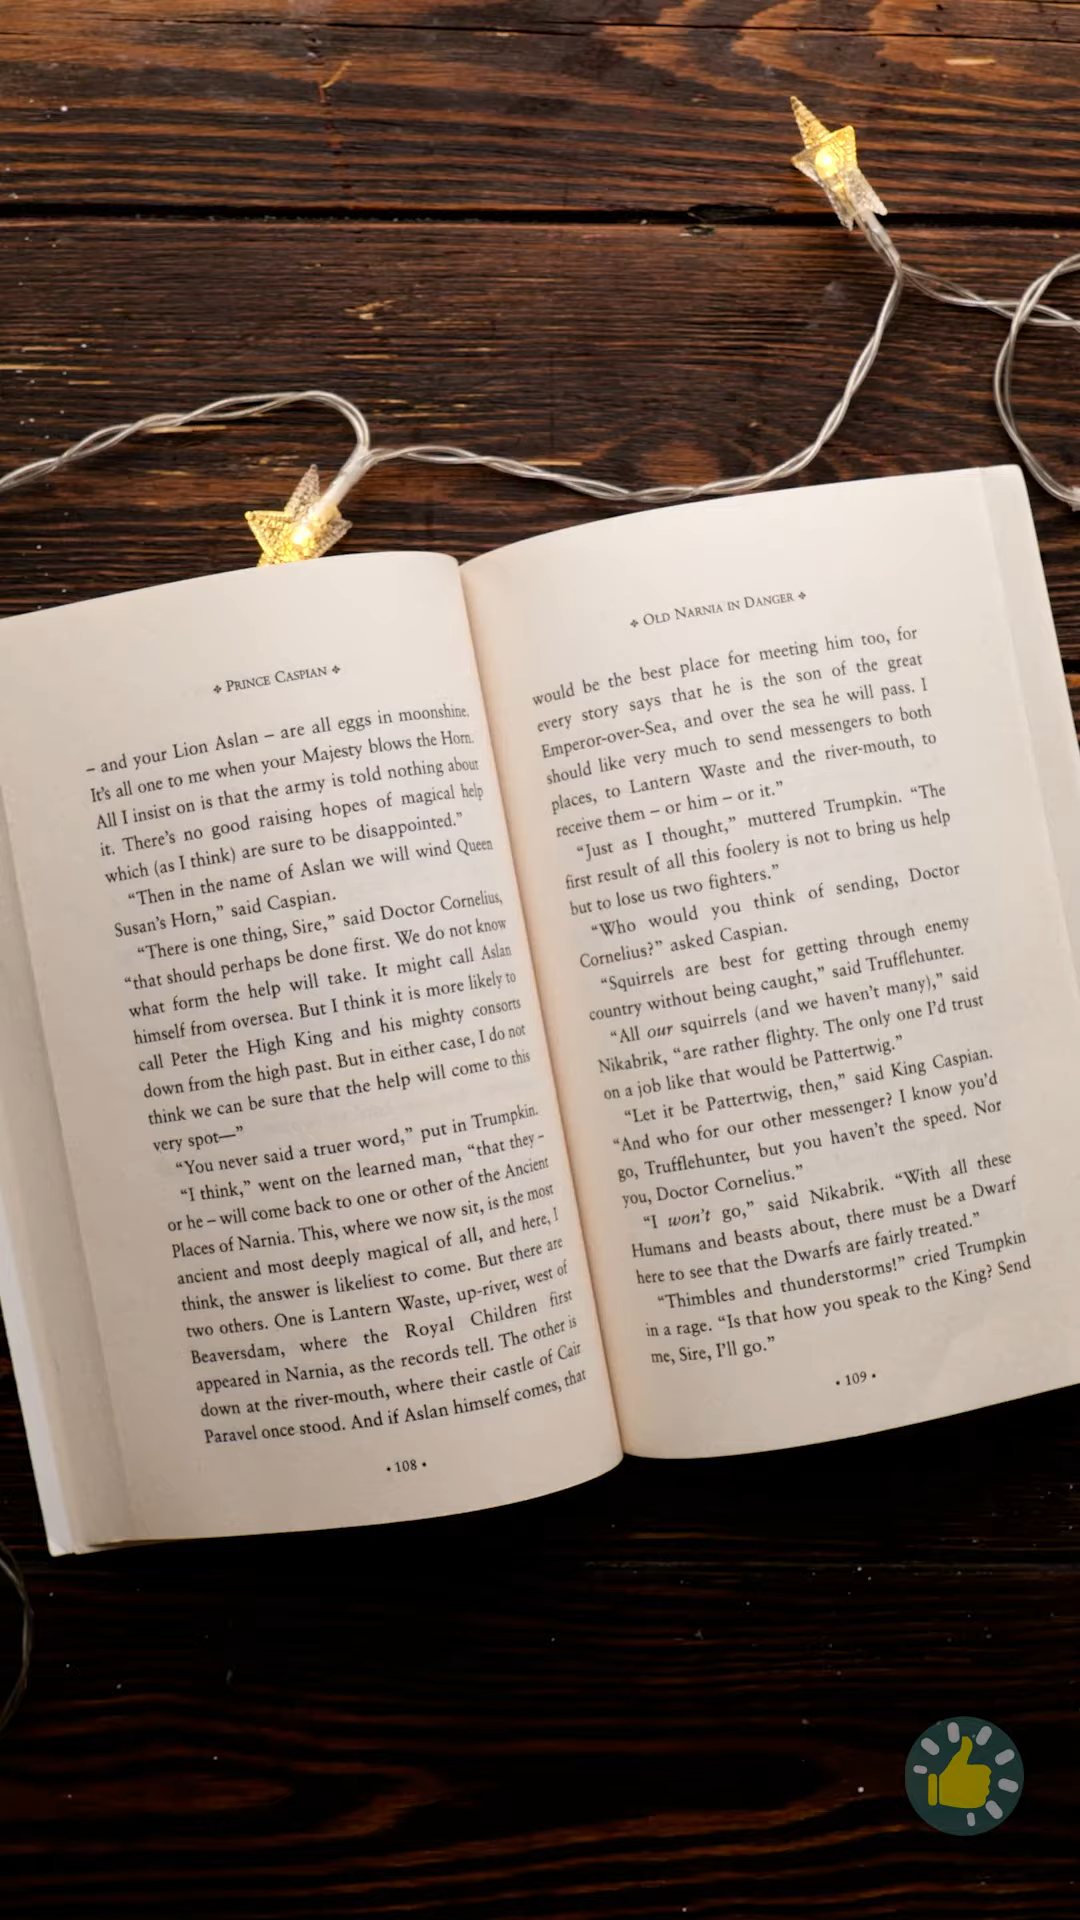 ❖ PRINCE CASPIAN ❖
– and your Lion Aslan – are all eggs in moonshine.
It's all one to me when your Majesty blows the Horn.
All I insist on is that the army is told nothing about
it. There's no good raising hopes of magical help
which (as I think) are sure to be disappointed.”
“Then in the name of Aslan we will wind Queen
Susan's Horn,” said Caspian.
“There is one thing, Sire,” said Doctor Cornelius,
“that should perhaps be done first. We do not know
what form the help will take. It might call Aslan
himself from oversea. But I think it is more likely to
call Peter the High King and his mighty consorts
down from the high past. But in either case, I do not
think we can be sure that the help will come to this
very spot—”
“You never said a truer word,” put in Trumpkin.
“I think,” went on the learned man, “that they –
or he – will come back to one or other of the Ancient
Places of Narnia. This, where we now sit, is the most
ancient and most deeply magical of all, and here, I
think, the answer is likeliest to come. But there are
two others. One is Lantern Waste, up-river, west of
Beaversdam, where the Royal Children first
appeared in Narnia, as the records tell. The other is
down at the river-mouth, where their castle of Cair
Paravel once stood. And if Aslan himself comes, that
• 108 •
❖ OLD NARNIA IN DANGER ❖
would be the best place for meeting him too, for
every story says that he is the son of the great
Emperor-over-Sea, and over the sea he will pass. I
should like very much to send messengers to both
places, to Lantern Waste and the river-mouth, to
receive them – or him – or it.”
“Just as I thought,” muttered Trumpkin. “The
first result of all this foolery is not to bring us help
but to lose us two fighters.”
“Who would you think of sending, Doctor
Cornelius?” asked Caspian.
“Squirrels are best for getting through enemy
country without being caught,” said Trufflehunter.
“All our squirrels (and we haven't many),” said
Nikabrik, “are rather flighty. The only one I'd trust
on a job like that would be Pattertwig.”
“Let it be Pattertwig, then,” said King Caspian.
“And who for our other messenger? I know you'd
go, Trufflehunter, but you haven't the speed. Nor
you, Doctor Cornelius.”
“I won't go,” said Nikabrik. “With all these
Humans and beasts about, there must be a Dwarf
here to see that the Dwarfs are fairly treated.”
“Thimbles and thunderstorms!” cried Trumpkin
in a rage. “Is that how you speak to the King? Send
me, Sire, I'll go.”
• 109 •